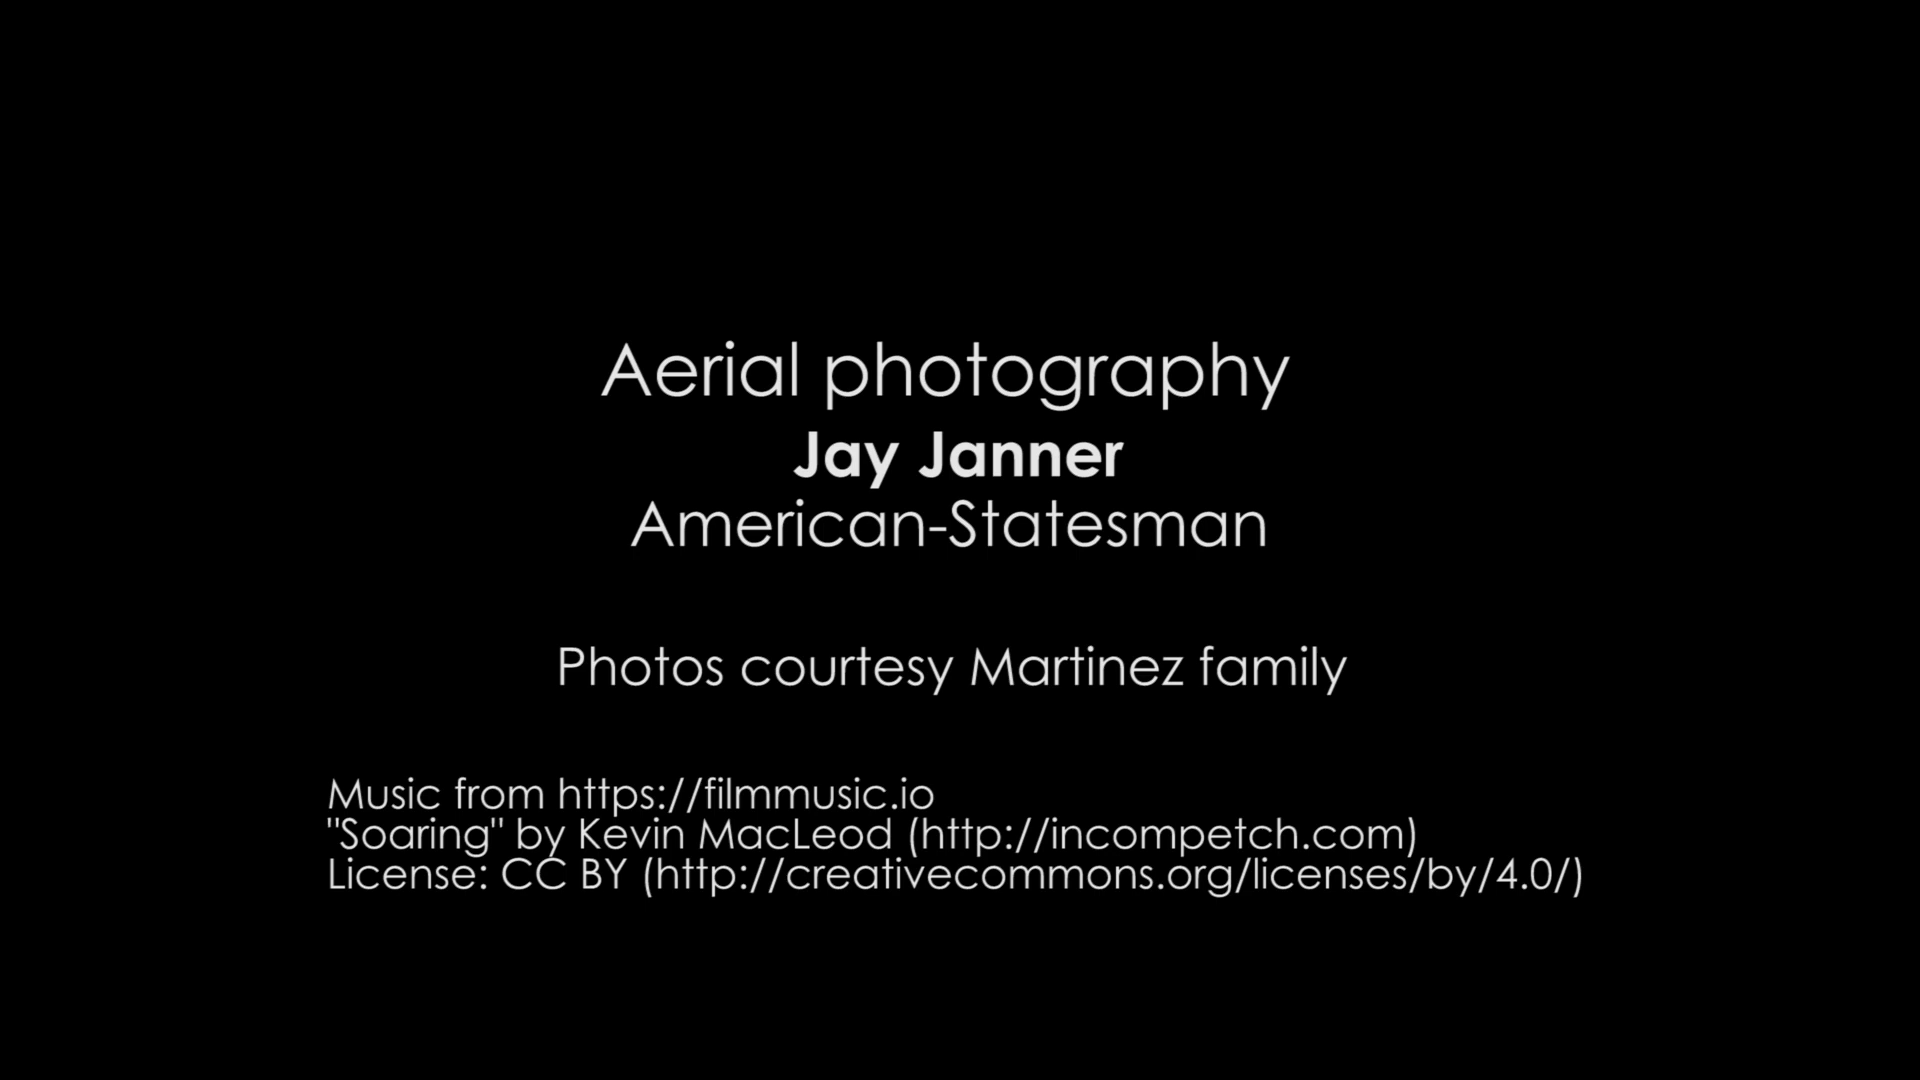 Aerial photography
Jay Janner
American-Statesman
Photos courtesy Martinez family
Music from https://filmmusic.io
"Soaring" by Kevin MacLeod (http://incompetch.com)
License: CC BY (http://creativecommons.org/licenses/by/4.0/)